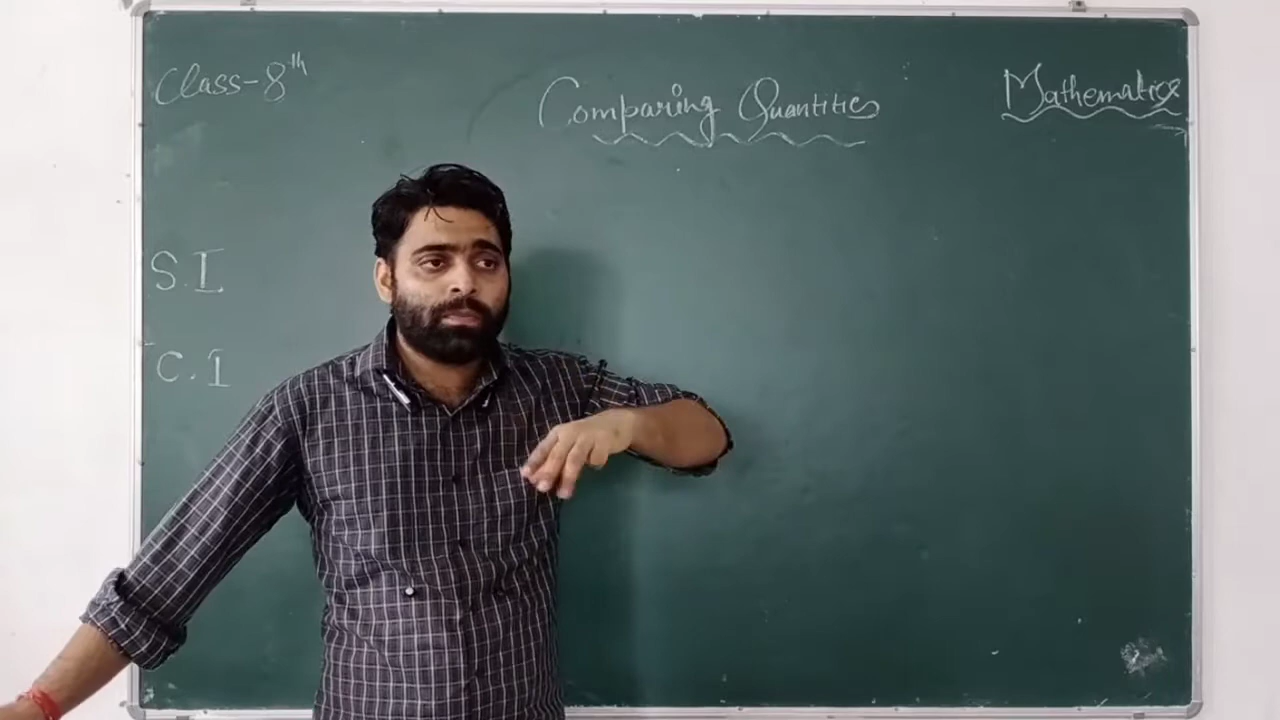 Class-8th
Comparing Quantities
Mathematics
S.I
C.I